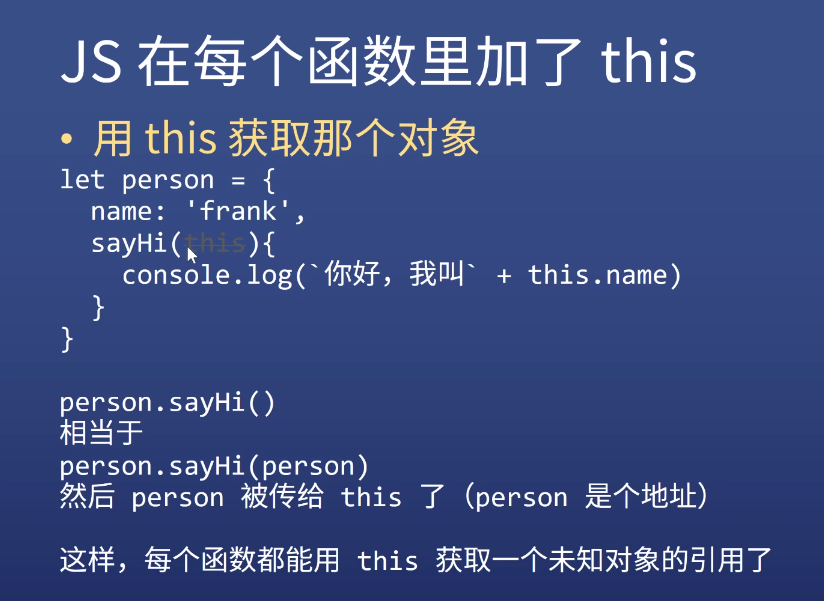 JS 在每个函数里加了 this
• 用 this 获取那个对象
let person = {
  name: 'frank',
  sayHi(this){
    console.log(`你好，我叫` + this.name)
  }
}
person.sayHi()
相当于
person.sayHi(person)
然后 person 被传给 this 了（person 是个地址）
这样，每个函数都能用 this 获取一个未知对象的引用了